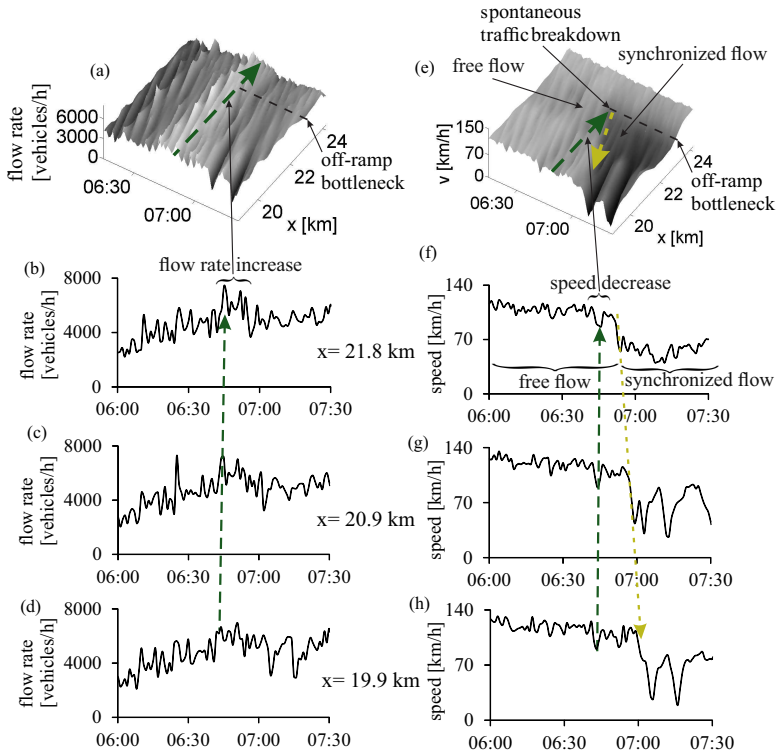 (a)
flow rate
[vehicles/h]
6000
3000
0
06:30
07:00
20
22
24
x [km]
off-ramp
bottleneck
spontaneous
traffic breakdown
(e)
free flow
synchronized flow
v [km/h]
150
120
0
06:30
07:00
20
22
24
x [km]
off-ramp
bottleneck
(b)
flow rate increase
flow rate
[vehicles/h]
8000
4000
0
x= 21.8 km
06:00
06:30
07:00
07:30
(c)
flow rate
[vehicles/h]
8000
4000
0
x= 20.9 km
06:00
06:30
07:00
07:30
(d)
flow rate
[vehicles/h]
8000
4000
0
x= 19.9 km
06:00
06:30
07:00
07:30
(f)
speed decrease
speed [km/h]
140
70
0
free flow
synchronized flow
06:00
06:30
07:00
07:30
(g)
speed [km/h]
140
70
0
06:00
06:30
07:00
07:30
(h)
speed [km/h]
140
70
0
06:00
06:30
07:00
07:30